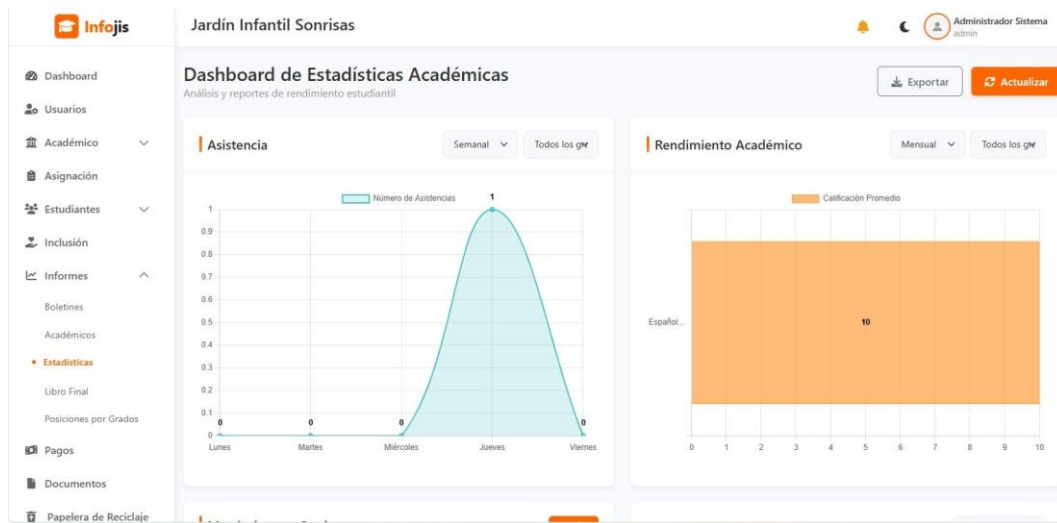 Infojis
Jardín Infantil Sonrisas
Administrador Sistema
admin
Dashboard
Usuarios
Académico
Asignación
Estudiantes
Inclusión
Informes
Boletines
Académicos
Estadísticas
Libro Final
Posiciones por Grados
Pagos
Documentos
Papelera de Reciclaje
Dashboard de Estadísticas Académicas
Análisis y reportes de rendimiento estudiantil
Exportar
Actualizar
Asistencia
Semanal
Todos los
Número de Asistencias
1
0.9
0.8
0.7
0.6
0.5
0.4
0.3
0.2
0.1
0
1
0 0 0 0
Lunes Martes Miércoles Jueves Viernes
Rendimiento Académico
Mensual
Todos los
Calificación Promedio
Español...
10
0 1 2 3 4 5 6 7 8 9 10